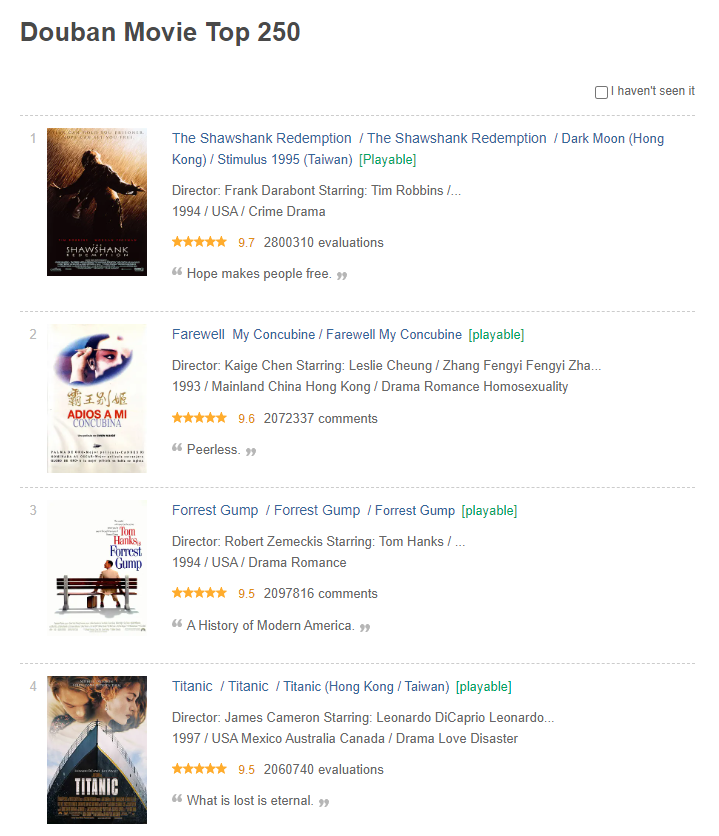 Douban Movie Top 250
I haven't seen it
1
The Shawshank Redemption / The Shawshank Redemption / Dark Moon (Hong
Kong) / Stimulus 1995 (Taiwan) [Playable]
Director: Frank Darabont Starring: Tim Robbins /...
1994 / USA / Crime Drama
9.7 2800310 evaluations
❝ Hope makes people free. ❞
THE
SHAWSHANK
REDEMPTION
2
Farewell My Concubine / Farewell My Concubine [playable]
Director: Kaige Chen Starring: Leslie Cheung / Zhang Fengyi Fengyi Zha...
1993 / Mainland China Hong Kong / Drama Romance Homosexuality
9.6 2072337 comments
❝ Peerless. ❞
霸王别姬
ADIOS A MI
CONCUBINA
3
Forrest Gump / Forrest Gump / Forrest Gump [playable]
Director: Robert Zemeckis Starring: Tom Hanks / ...
1994 / USA / Drama Romance
9.5 2097816 comments
❝ A History of Modern America. ❞
Tom
Hanks is
Forrest
Gump
4
Titanic / Titanic / Titanic (Hong Kong / Taiwan) [playable]
Director: James Cameron Starring: Leonardo DiCaprio Leonardo...
1997 / USA Mexico Australia Canada / Drama Love Disaster
9.5 2060740 evaluations
❝ What is lost is eternal. ❞
TITANIC